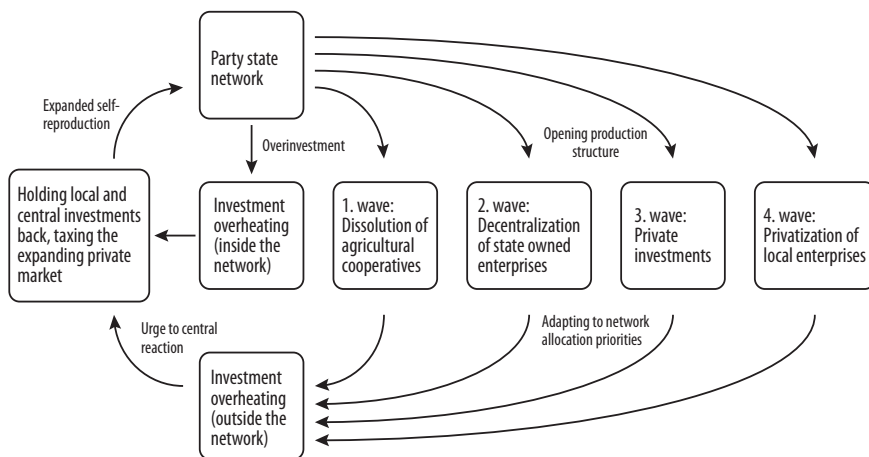 Party state
network
Expanded self-
reproduction
Overinvestment
Opening production
structure
Holding local and
central investments
back, taxing the
expanding private
market
Investment
overheating
(inside the
network)
1. wave:
Dissolution of
agricultural
cooperatives
2. wave:
Decentralization
of state owned
enterprises
3. wave:
Private
investments
4. wave:
Privatization of
local enterprises
Urge to central
reaction
Adapting to network
allocation priorities
Investment
overheating
(outside the
network)